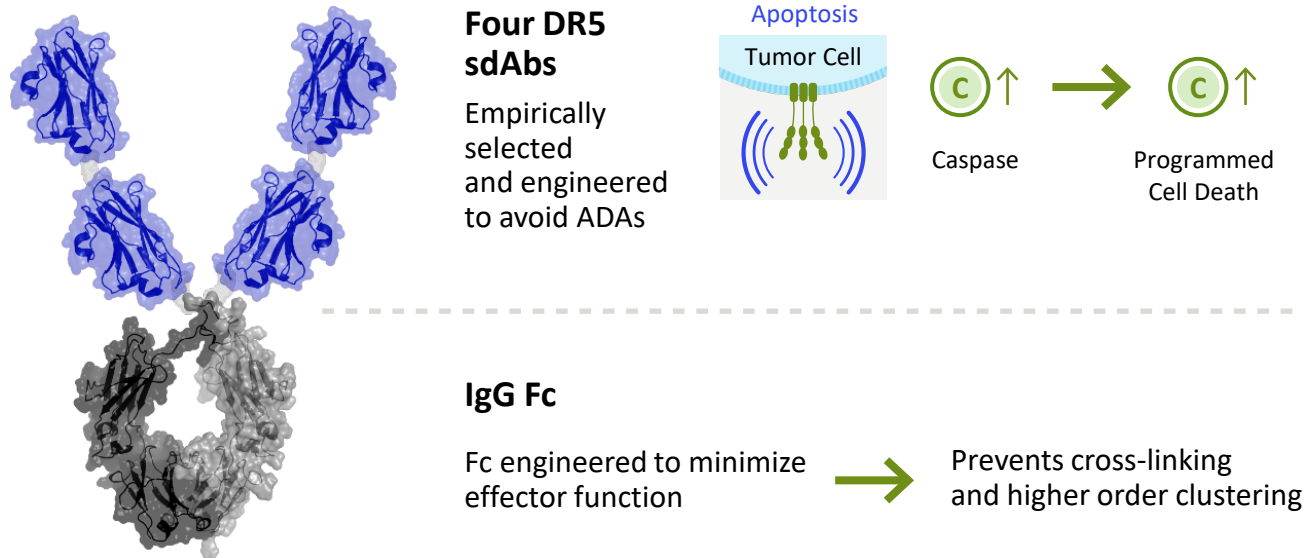 Four DR5
sdAbs
Empirically
selected
and engineered
to avoid ADAs
Apoptosis
Tumor Cell
C
Caspase
C
Programmed
Cell Death
IgG Fc
Fc engineered to minimize
effector function
Prevents cross-linking
and higher order clustering